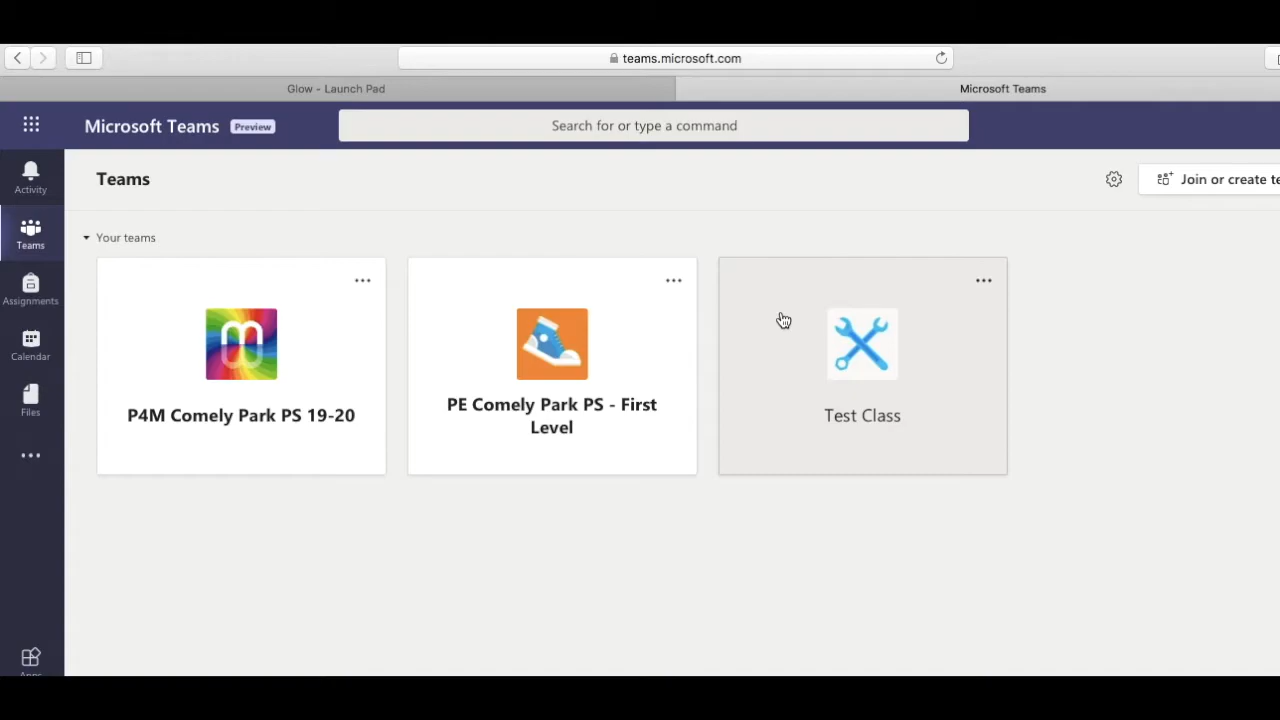 teams.microsoft.com
Glow - Launch Pad
Microsoft Teams
Microsoft Teams Preview
Search for or type a command
Activity
Teams
Assignments
Calendar
Files
Apps
Teams
Join or create te
Your teams
P4M Comely Park PS 19-20
PE Comely Park PS - First
Level
Test Class